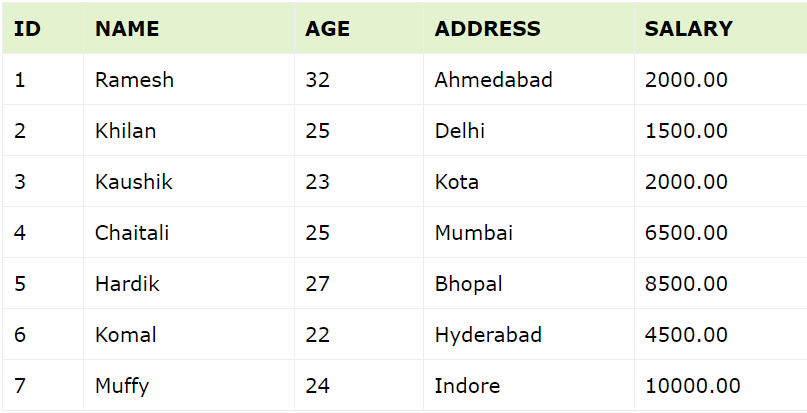 ID NAME AGE ADDRESS SALARY
1 Ramesh 32 Ahmedabad 2000.00
2 Khilan 25 Delhi 1500.00
3 Kaushik 23 Kota 2000.00
4 Chaitali 25 Mumbai 6500.00
5 Hardik 27 Bhopal 8500.00
6 Komal 22 Hyderabad 4500.00
7 Muffy 24 Indore 10000.00